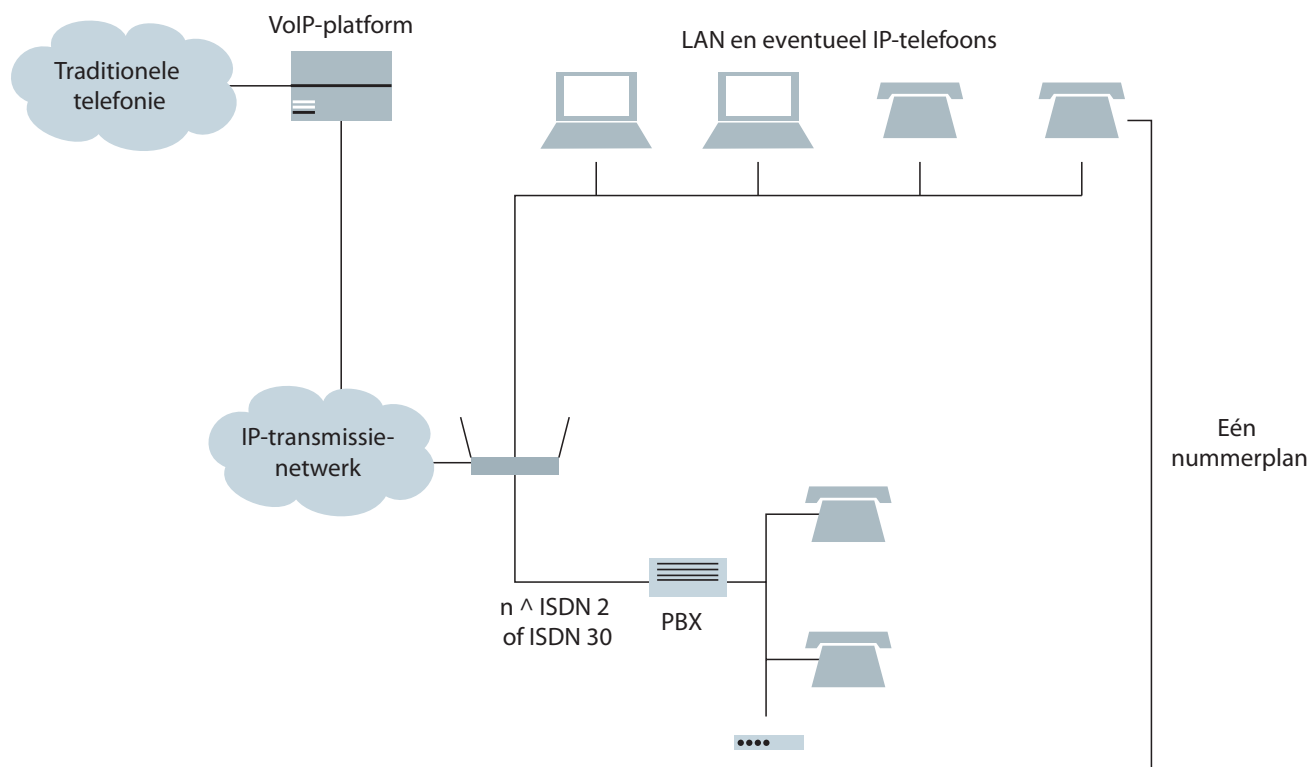 VoIP-platform
LAN en eventueel IP-telefoons
Traditionele
telefonie
IP-transmissie-
netwerk
Eén
nummerplan
n ^ ISDN 2
of ISDN 30
PBX